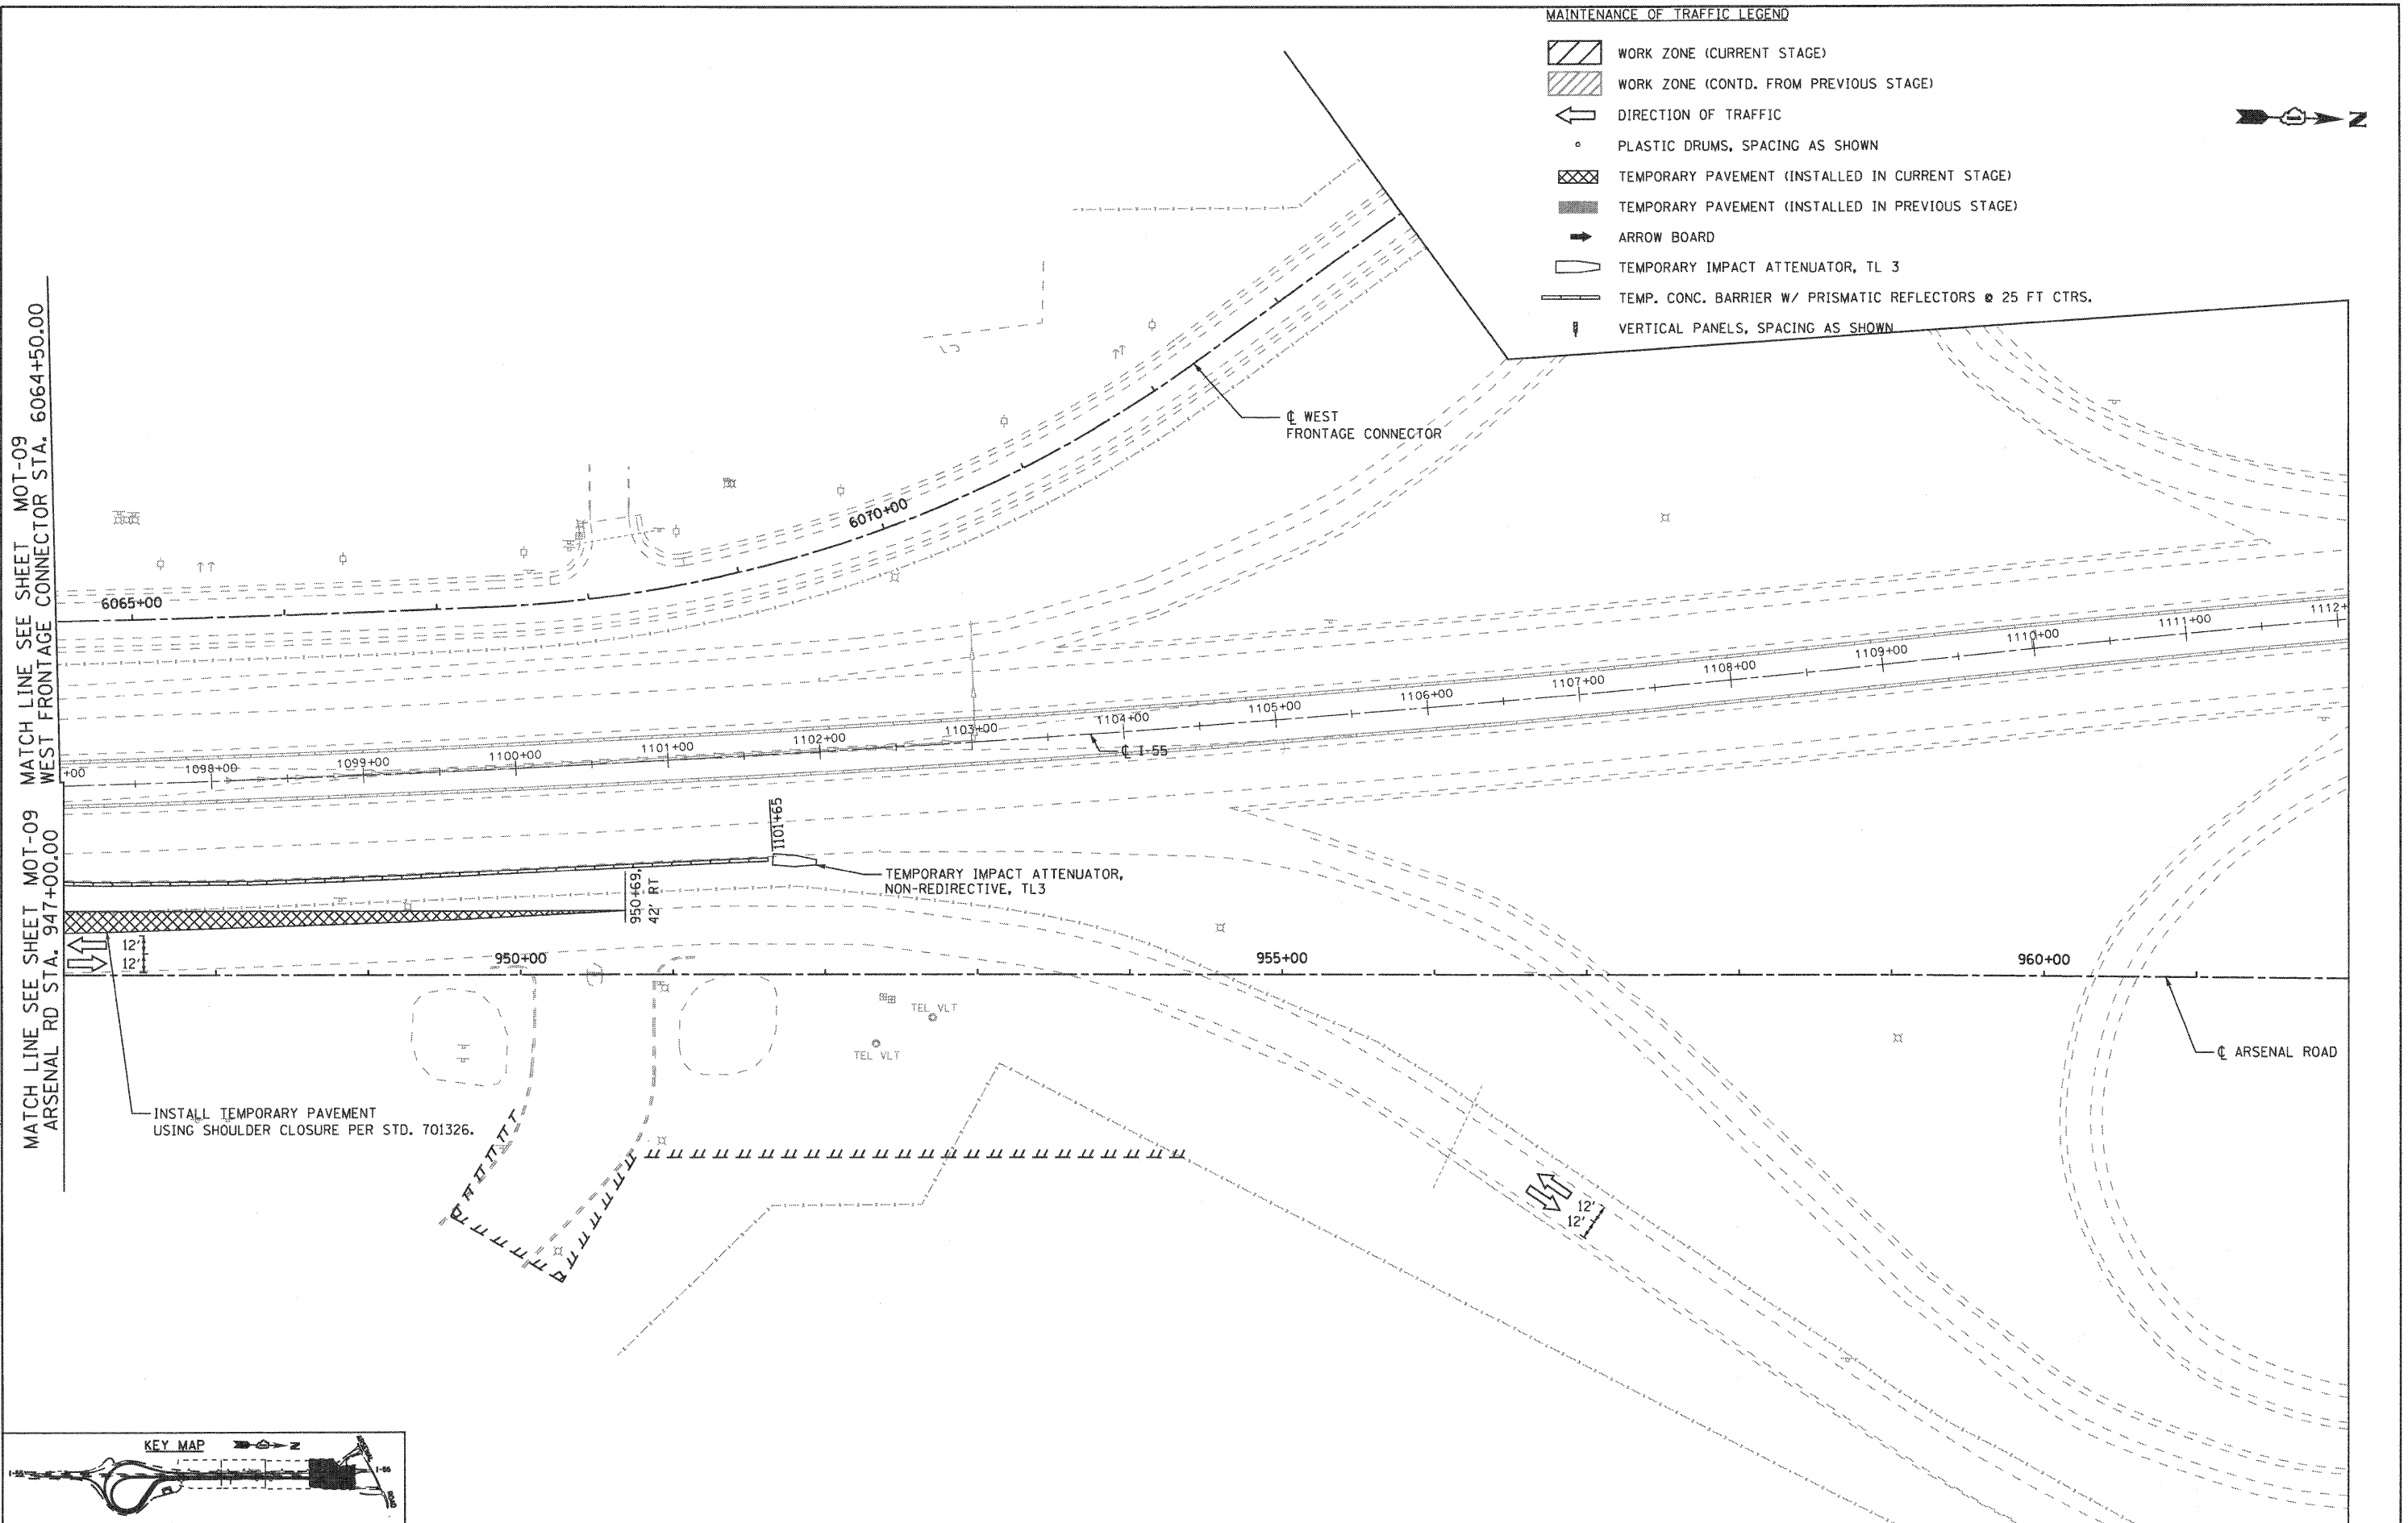 MAINTENANCE OF TRAFFIC LEGEND
WORK ZONE (CURRENT STAGE)
WORK ZONE (CONTD. FROM PREVIOUS STAGE)
DIRECTION OF TRAFFIC
PLASTIC DRUMS, SPACING AS SHOWN
TEMPORARY PAVEMENT (INSTALLED IN CURRENT STAGE)
TEMPORARY PAVEMENT (INSTALLED IN PREVIOUS STAGE)
ARROW BOARD
TEMPORARY IMPACT ATTENUATOR, TL 3
TEMP. CONC. BARRIER W/ PRISMATIC REFLECTORS @ 25 FT CTRS.
VERTICAL PANELS, SPACING AS SHOWN
N
MATCH LINE SEE SHEET MOT-09
WEST FRONTAGE CONNECTOR STA. 6064+50.00
℄ WEST
FRONTAGE CONNECTOR
6065+00
6070+00
+00
1098+00
1099+00
1100+00
1101+00
1102+00
1103+00
1104+00
1105+00
1106+00
1107+00
1108+00
1109+00
1110+00
1111+00
1112+
℄ I-55
MATCH LINE SEE SHEET MOT-09
ARSENAL RD STA. 947+00.00
1101+65
TEMPORARY IMPACT ATTENUATOR,
NON-REDIRECTIVE, TL3
950+69,
42' RT
12'
12'
950+00
955+00
960+00
TEL VLT
TEL VLT
℄ ARSENAL ROAD
INSTALL TEMPORARY PAVEMENT
USING SHOULDER CLOSURE PER STD. 701326.
12'
12'
KEY MAP
N
I-55
I-55
ROAD